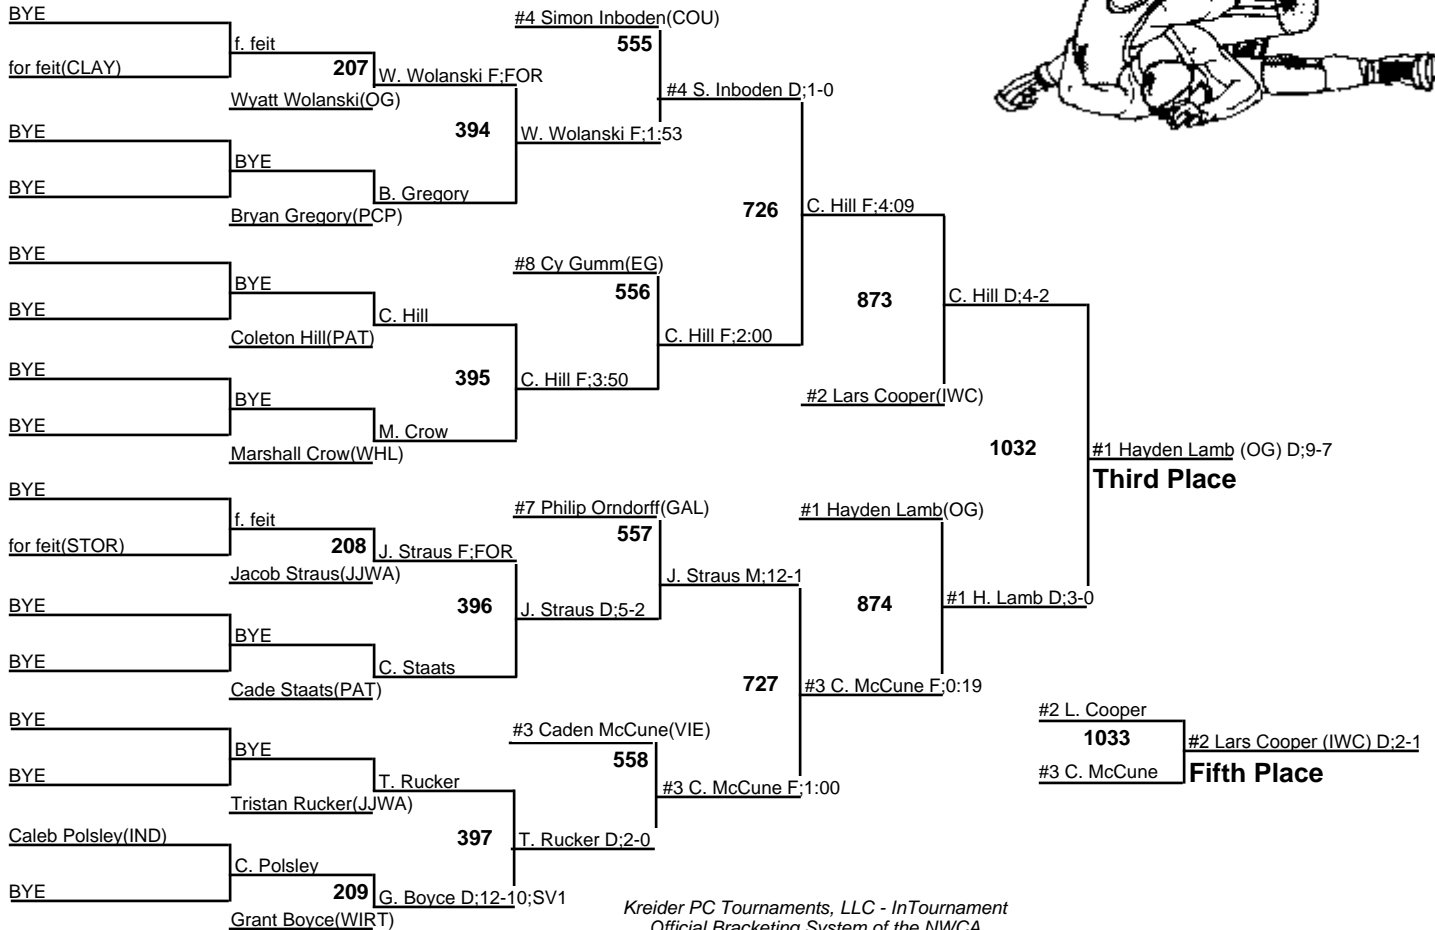 BYE
#4 Simon Inboden(COU)
555
f. feit
for feit(CLAY)
207
W. Wolanski F;FOR
#4 S. Inboden D;1-0
Wyatt Wolanski(OG)
BYE
394
W. Wolanski F;1:53
BYE
BYE
B. Gregory
726
C. Hill F;4:09
Bryan Gregory(PCP)
BYE
#8 Cy Gumm(EG)
BYE
556
873
C. Hill D;4-2
BYE
C. Hill
Coleton Hill(PAT)
C. Hill F;2:00
BYE
395
C. Hill F;3:50
BYE
#2 Lars Cooper(IWC)
BYE
M. Crow
Marshall Crow(WHL)
1032
#1 Hayden Lamb (OG) D;9-7
Third Place
BYE
#7 Philip Orndorff(GAL)
#1 Hayden Lamb(OG)
f. feit
557
for feit(STOR)
208
J. Straus F;FOR
Jacob Straus(JJWA)
J. Straus M;12-1
BYE
396
J. Straus D;5-2
874
#1 H. Lamb D;3-0
BYE
BYE
C. Staats
Cade Staats(PAT)
727
#3 C. McCune F;0:19
BYE
#3 Caden McCune(VIE)
#2 L. Cooper
BYE
558
1033
#2 Lars Cooper (IWC) D;2-1
BYE
T. Rucker
#3 C. McCune F;1:00
#3 C. McCune
Fifth Place
Tristan Rucker(JJWA)
Caleb Polsley(IND)
397
T. Rucker D;2-0
C. Polsley
BYE
209
G. Boyce D;12-10;SV1
Grant Boyce(WIRT)
Kreider PC Tournaments, LLC - InTournament
Official Bracketing System of the NWCA